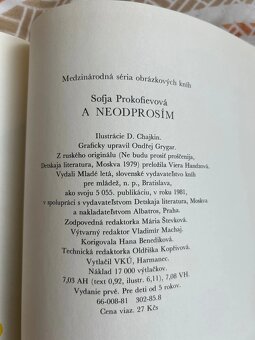 Medzinárodná séria obrázkových kníh
Sofja Prokofievová
A NEODPROSÍM
Ilustrácie D. Chajkin.
Graficky upravil Ondřej Grygar.
Z ruského originálu (Ne budu prosiť proščenija,
Detskaja literatura, Moskva 1979) preložila Viera Handzová.
Vydali Mladé letá, slovenské vydavateľstvo kníh
pre mládež, n. p., Bratislava,
ako svoju 5 055. publikáciu, v roku 1981,
v spolupráci s vydavateľstvom Detskaja literatura, Moskva
a nakladateľstvom Albatros, Praha.
Zodpovedná redaktorka Mária Števková.
Výtvarný redaktor Vladimír Machaj.
Korigovala Hana Benedíková.
Technická redaktorka Oldřiška Kopřivová.
Vytlačil VKÚ, Harmanec.
Náklad 17 000 výtlačkov.
7,03 AH (text 0,92, ilustr. 6,11), 7,08 VH.
Vydanie prvé. Pre deti od 5 rokov.
66-008-81 302-85.8
Cena viaz. 27 Kčs